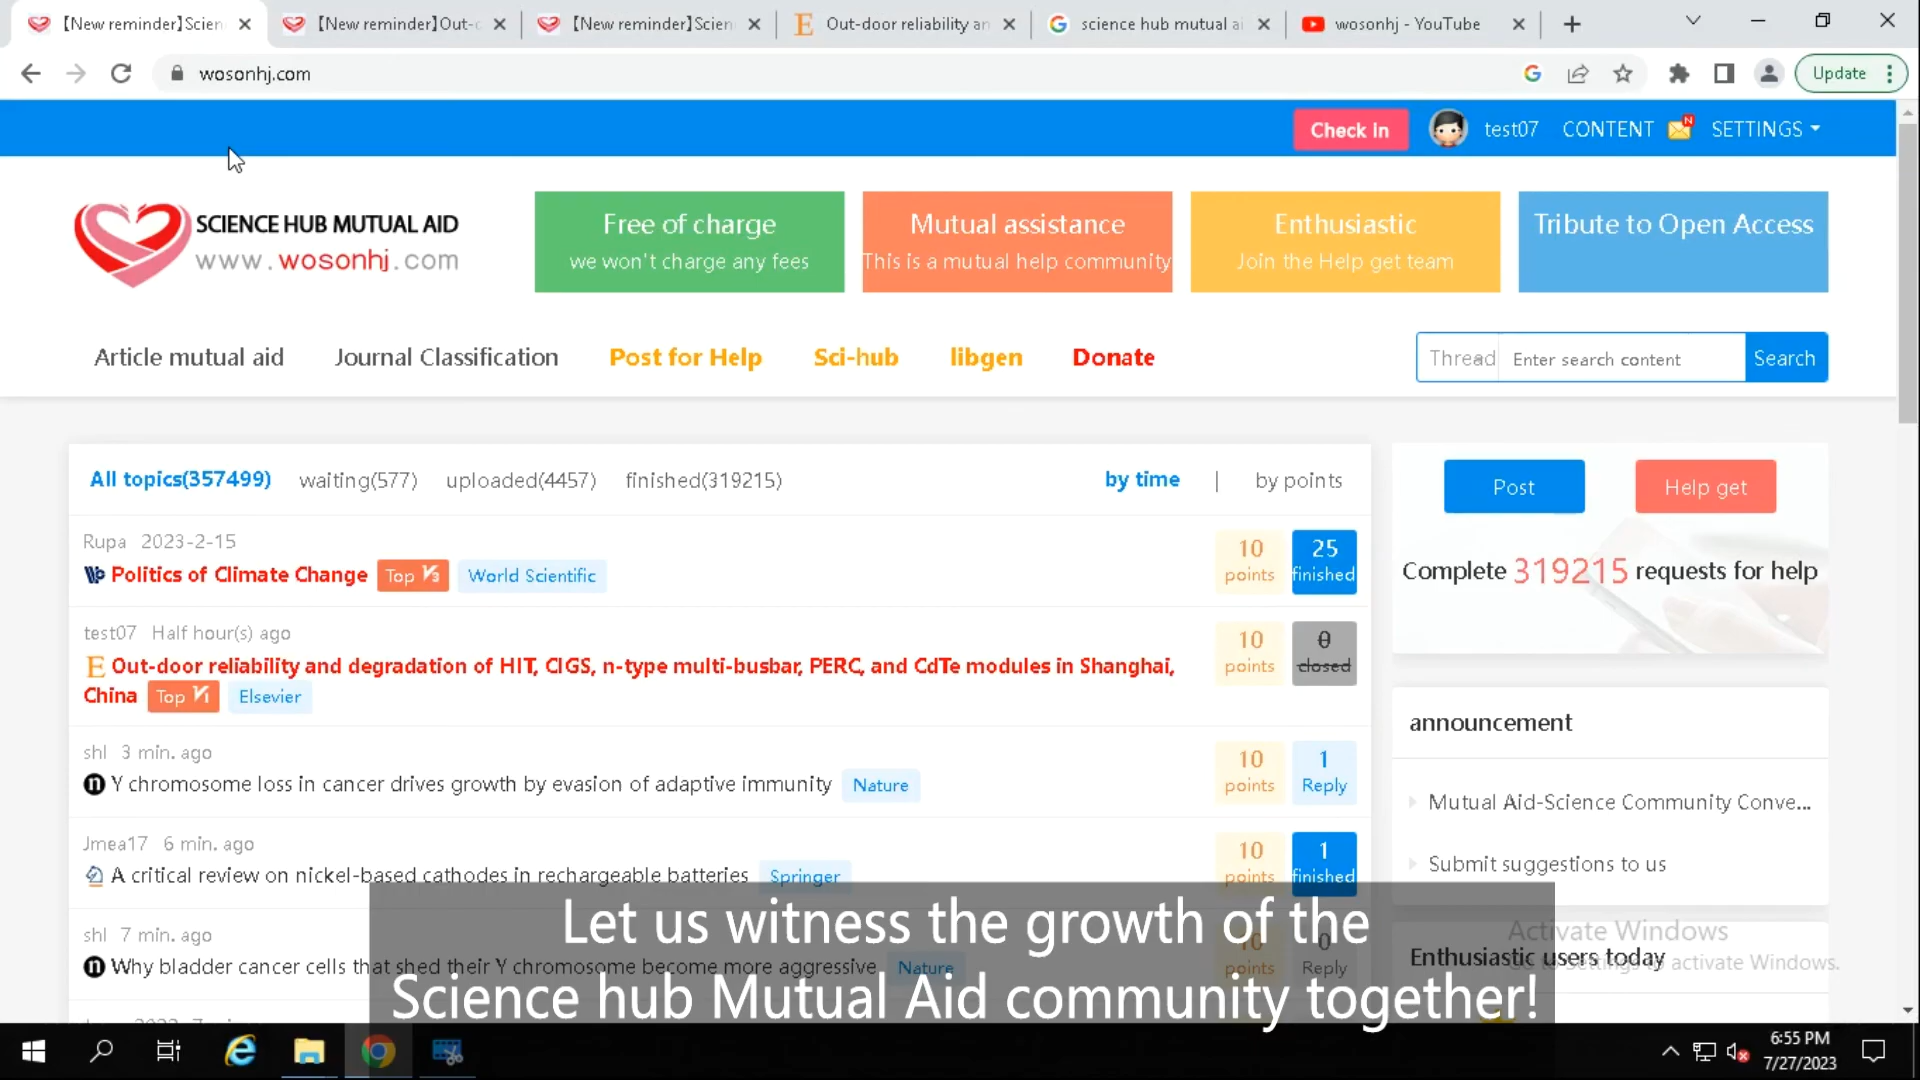 【New reminder】Scien
【New reminder】Out-c
【New reminder】Scien
Out-door reliability an
science hub mutual ai
wosonhj - YouTube
wosonhj.com
Update
Check In
test07
CONTENT
N
SETTINGS
SCIENCE HUB MUTUAL AID
www.wosonhj.com
Free of charge
we won't charge any fees
Mutual assistance
This is a mutual help community
Enthusiastic
Join the Help get team
Tribute to Open Access
Article mutual aid
Journal Classification
Post for Help
Sci-hub
libgen
Donate
Thread
Enter search content
Search
All topics(357499)
waiting(577)
uploaded(4457)
finished(319215)
by time
|
by points
Rupa 2023-2-15
Politics of Climate Change Top V3 World Scientific
10 points
25 finished
test07 Half hour(s) ago
Out-door reliability and degradation of HIT, CIGS, n-type multi-busbar, PERC, and CdTe modules in Shanghai,
China Top V1 Elsevier
10 points
0 closed
shl 3 min. ago
Y chromosome loss in cancer drives growth by evasion of adaptive immunity Nature
10 points
1 Reply
Jmea17 6 min. ago
A critical review on nickel-based cathodes in rechargeable batteries Springer
10 points
1 finished
shl 7 min. ago
Why bladder cancer cells that shed their Y chromosome become more aggressive Nature
10 points
0 Reply
Post
Help get
Complete 319215 requests for help
announcement
Mutual Aid-Science Community Conve...
Submit suggestions to us
Enthusiastic users today
Activate Windows
Go to Settings to activate Windows.
Let us witness the growth of the
Science hub Mutual Aid community together!
6:55 PM
7/27/2023